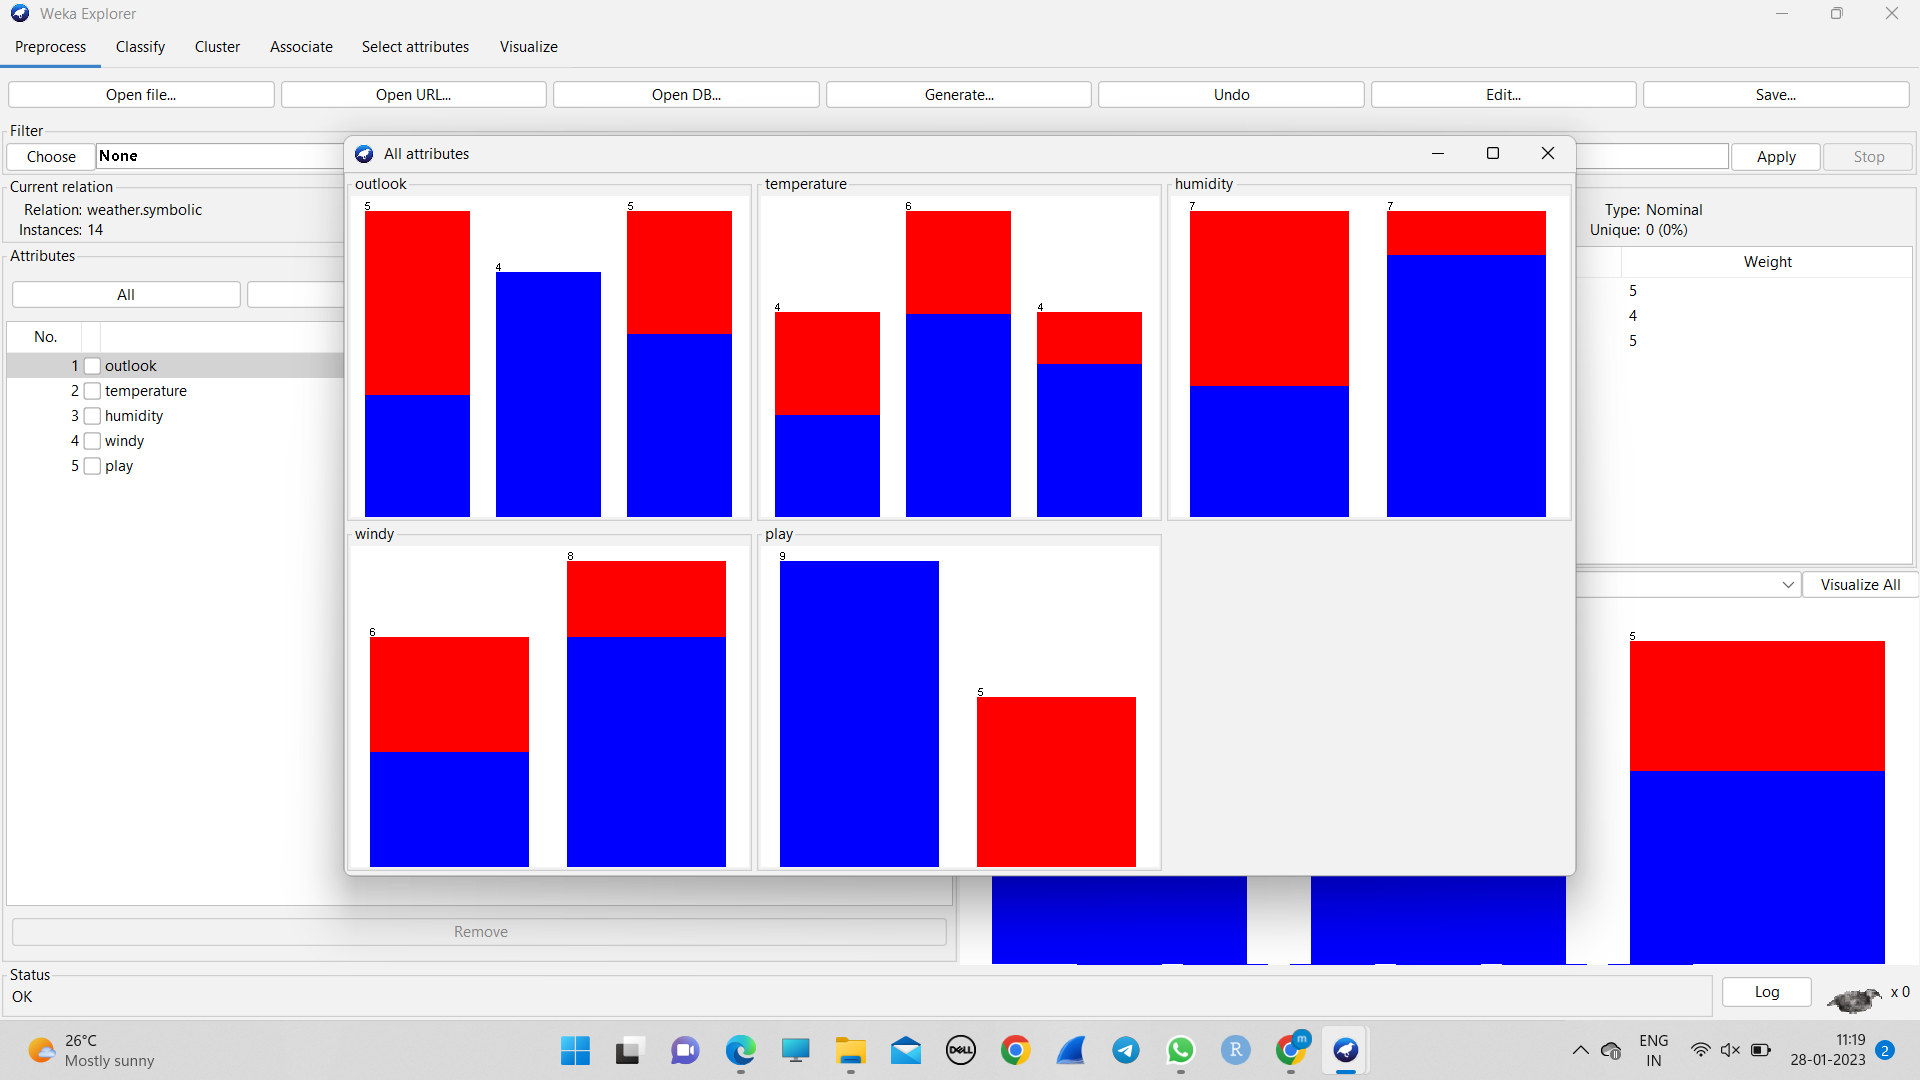 Weka Explorer
Preprocess Classify Cluster Associate Select attributes Visualize
Open file... Open URL... Open DB... Generate... Undo Edit... Save...
Filter
Choose None Apply Stop
Current relation
Relation: weather.symbolic
Instances: 14
Attributes
All
No.
1 outlook
2 temperature
3 humidity
4 windy
5 play
Remove
All attributes
outlook
5
4
5
temperature
4
6
4
humidity
7
7
windy
6
8
play
9
5
Type: Nominal
Unique: 0 (0%)
Weight
5
4
5
Visualize All
5
Status
OK
Log x 0
26°C
Mostly sunny
DELL
R
m
ENG
IN
11:19
28-01-2023
2